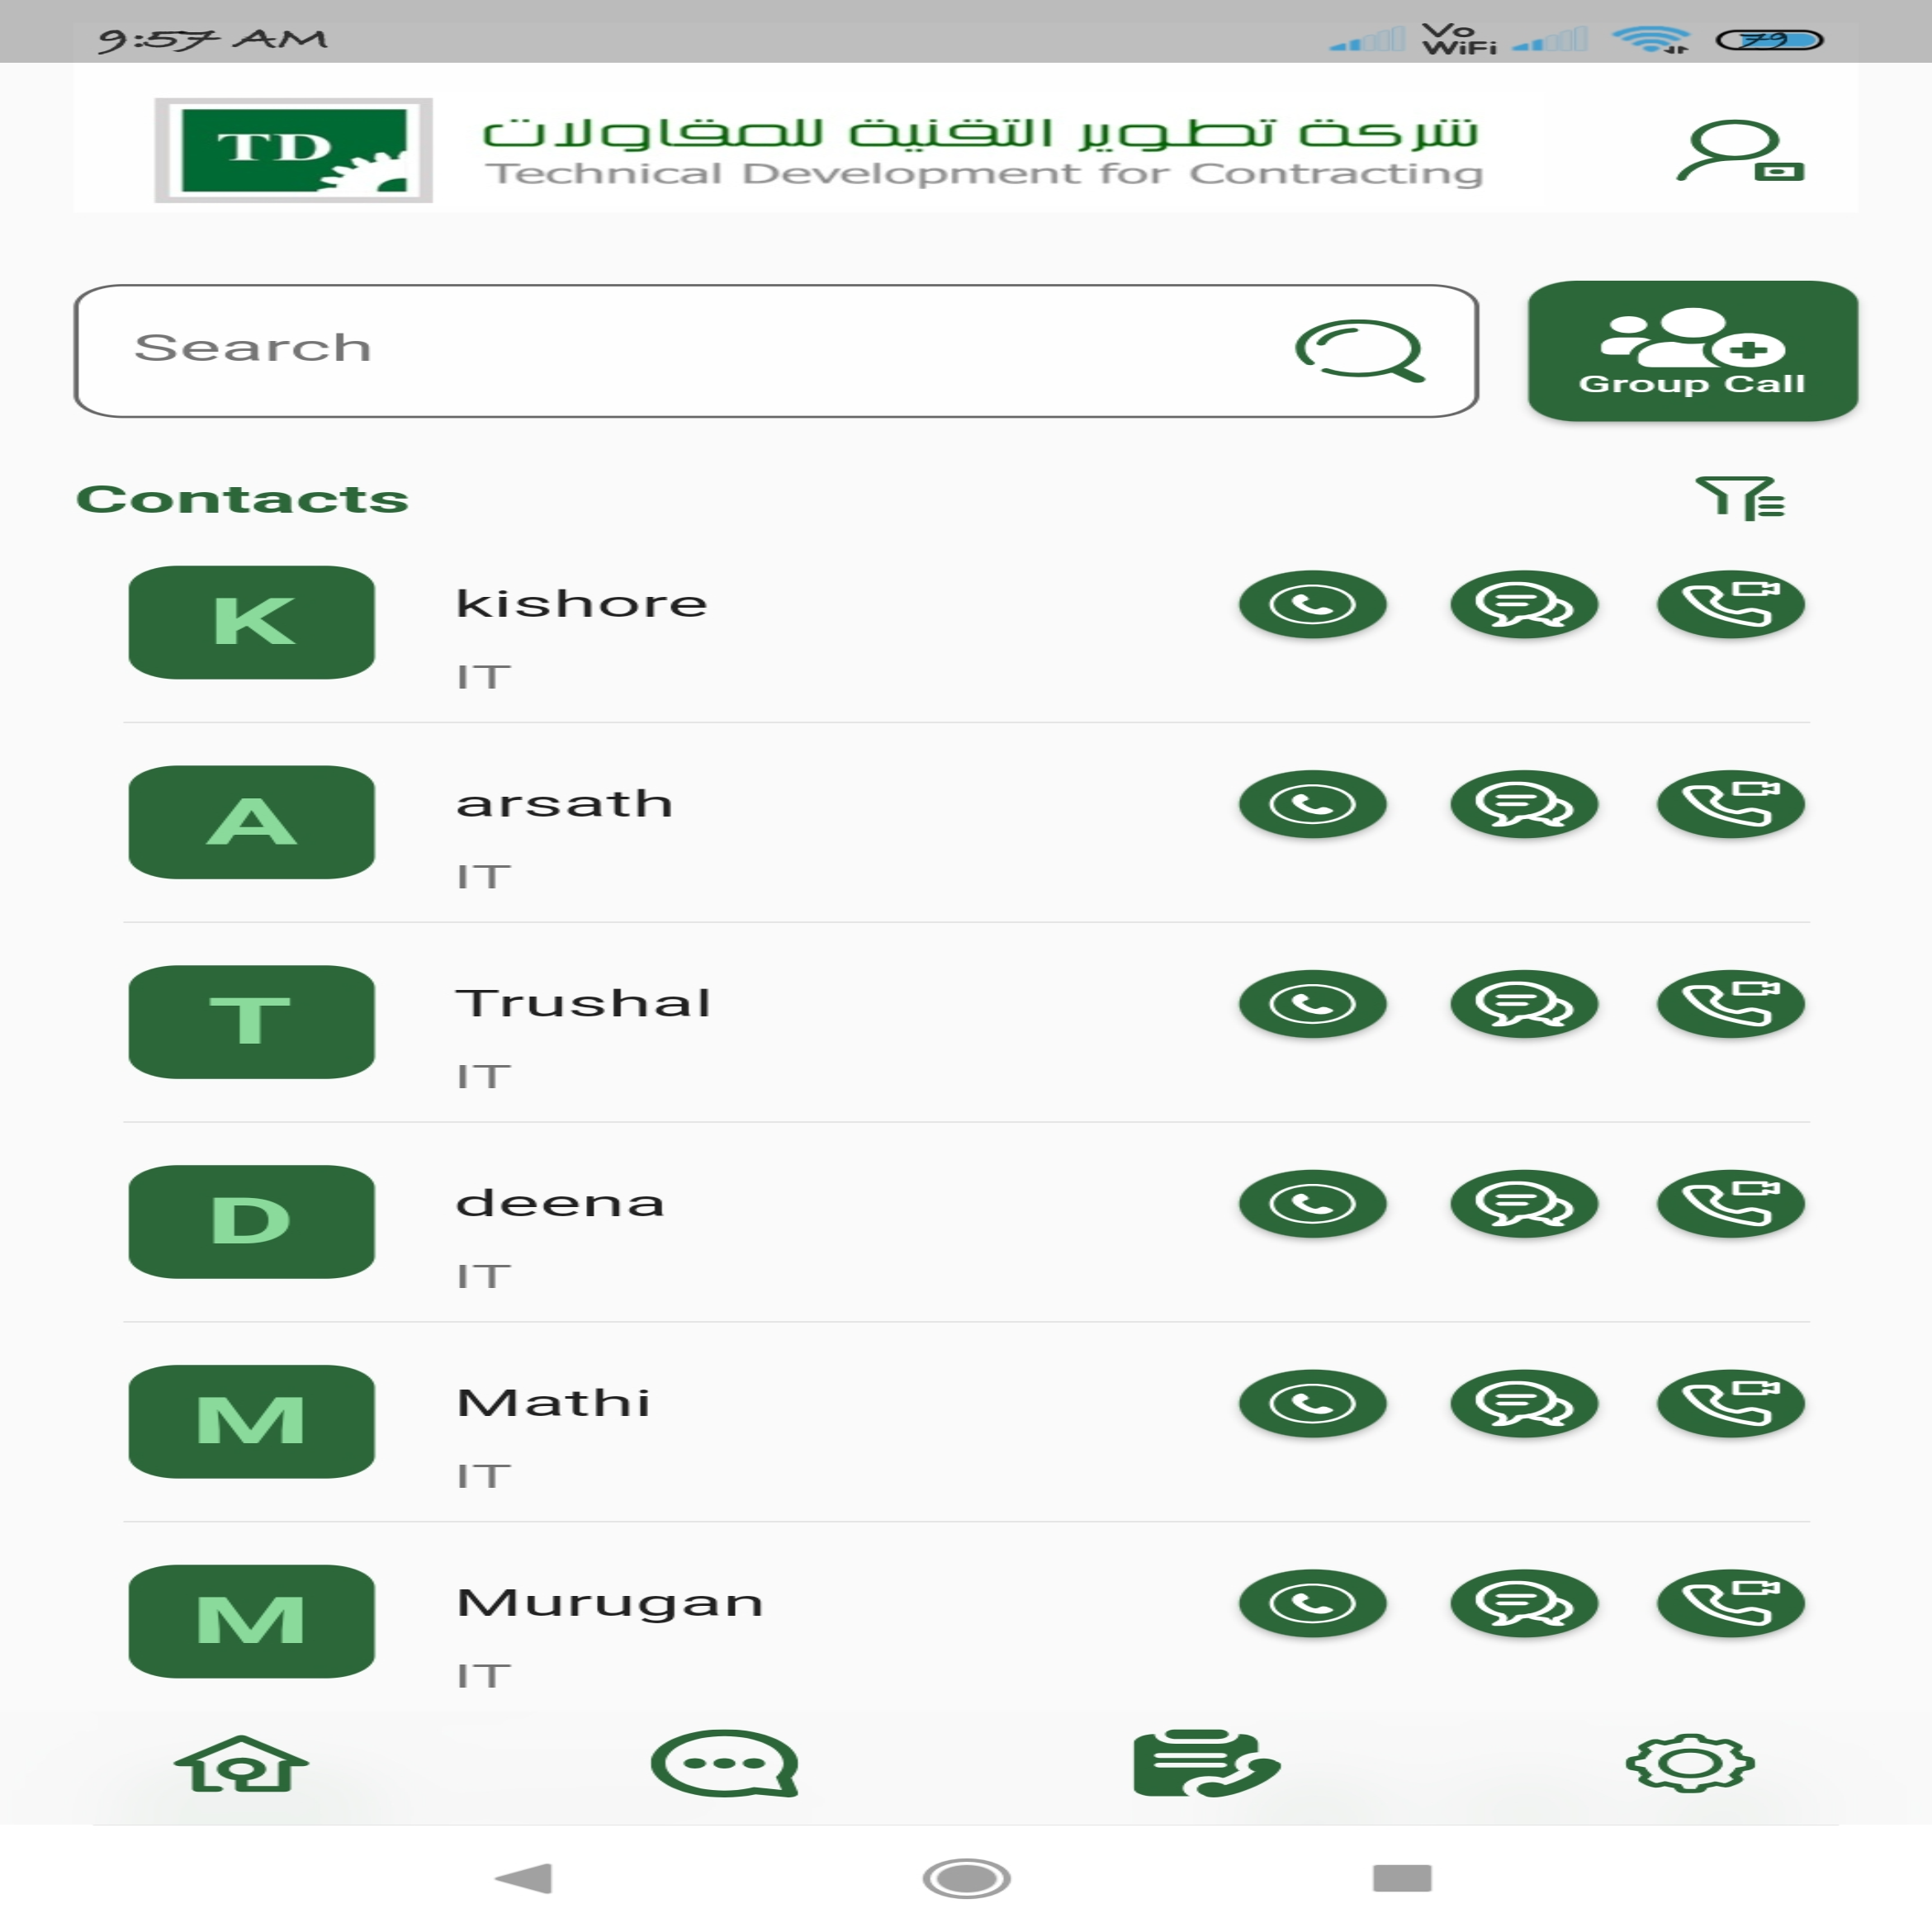 9:57 AM
Vo
WiFi
79
TD
شركة تطوير التقنية للمقاولات
Technical Development for Contracting
Search
Group Call
Contacts
K
kishore
IT
A
arsath
IT
T
Trushal
IT
D
deena
IT
M
Mathi
IT
M
Murugan
IT